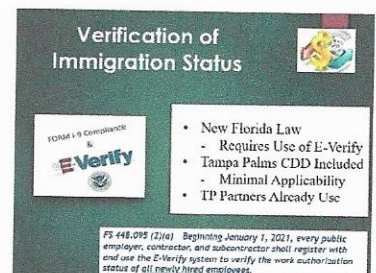 Verification of
Immigration Status
FORM I-9 Compliance
&
E-Verify
• New Florida Law
- Requires Use of E-Verify
• Tampa Palms CDD Included
- Minimal Applicability
• TP Partners Already Use
FS 448.095 (2)(a) Beginning January 1, 2021, every public
employer, contractor, and subcontractor shall register with
and use the E-Verify system to verify the work authorization
status of all newly hired employees.